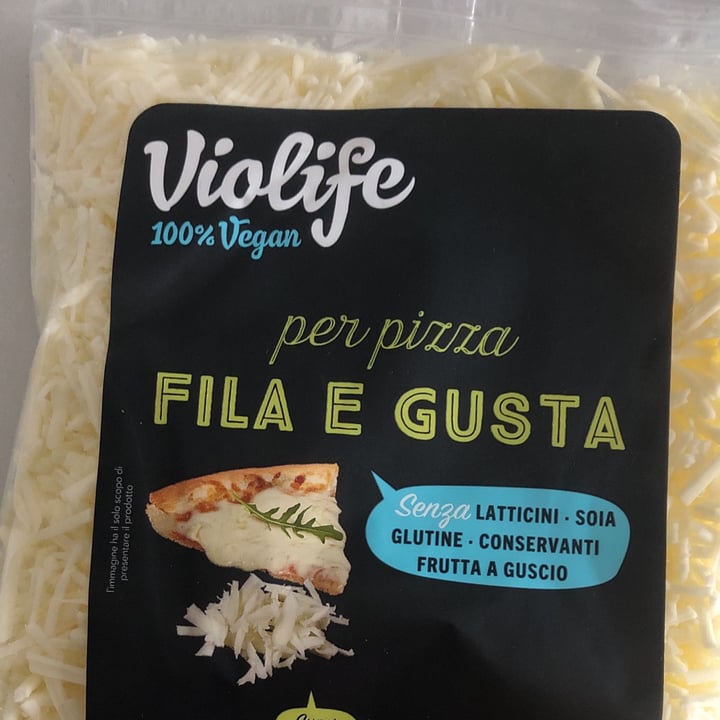 Violife
100% Vegan
per pizza
FILA E GUSTA
Senza LATTICINI · SOIA
GLUTINE · CONSERVANTI
FRUTTA A GUSCIO
l'immagine ha il solo scopo di
presentare il prodotto